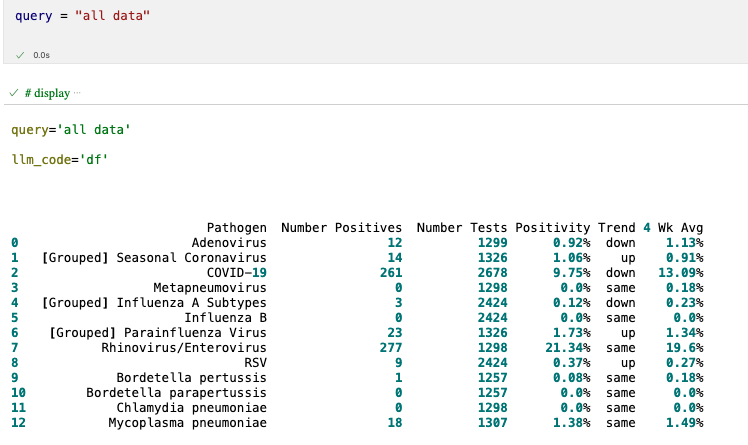 query = "all data"
✓ 0.0s
✓ # display ...
query='all data'
llm_code='df'
Pathogen Number Positives Number Tests Positivity Trend 4 Wk Avg
0 Adenovirus 12 1299 0.92% down 1.13%
1 [Grouped] Seasonal Coronavirus 14 1326 1.06% up 0.91%
2 COVID-19 261 2678 9.75% down 13.09%
3 Metapneumovirus 0 1298 0.0% same 0.18%
4 [Grouped] Influenza A Subtypes 3 2424 0.12% down 0.23%
5 Influenza B 0 2424 0.0% same 0.0%
6 [Grouped] Parainfluenza Virus 23 1326 1.73% up 1.34%
7 Rhinovirus/Enterovirus 277 1298 21.34% same 19.6%
8 RSV 9 2424 0.37% up 0.27%
9 Bordetella pertussis 1 1257 0.08% same 0.18%
10 Bordetella parapertussis 0 1257 0.0% same 0.0%
11 Chlamydia pneumoniae 0 1298 0.0% same 0.0%
12 Mycoplasma pneumoniae 18 1307 1.38% same 1.49%